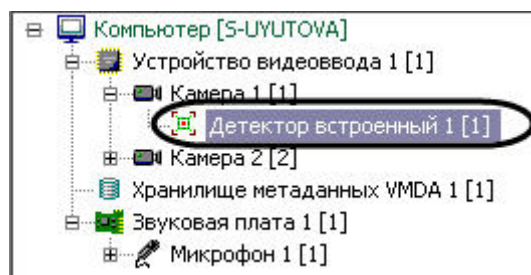 Компьютер [S-UYUTOVA]
Устройство видеоввода 1 [1]
Камера 1 [1]
Детектор встроенный 1 [1]
Камера 2 [2]
Хранилище метаданных VMDA 1 [1]
Звуковая плата 1 [1]
Микрофон 1 [1]